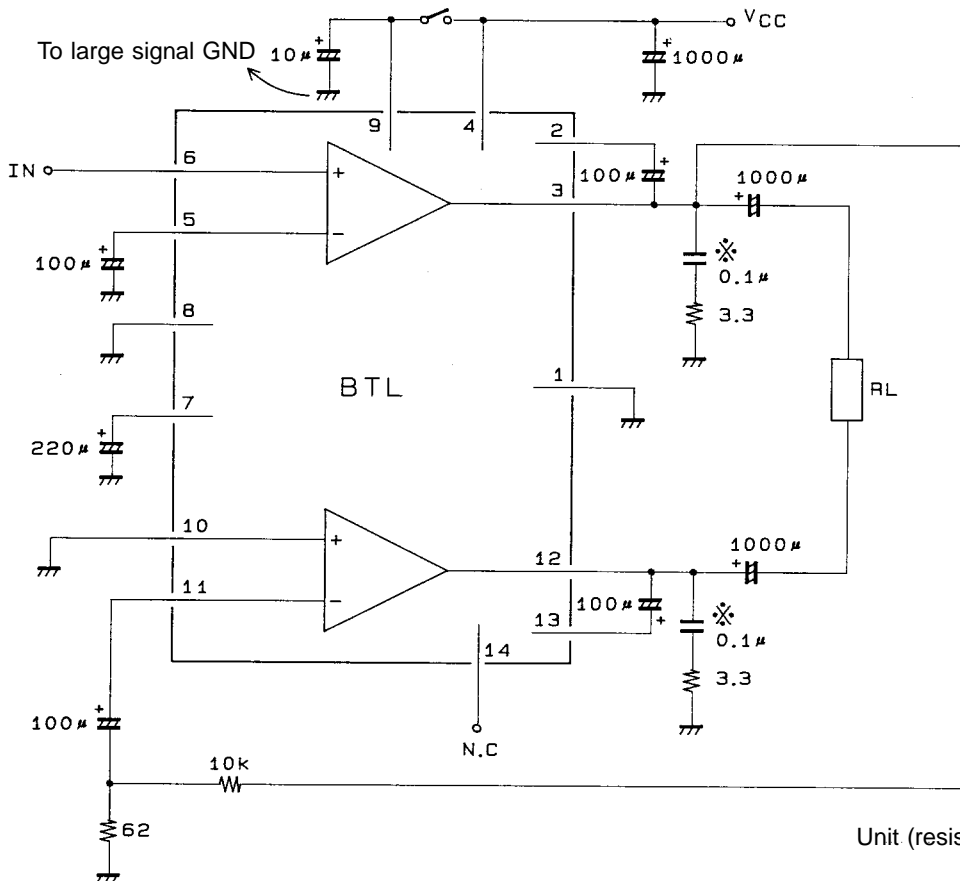 VCC
To large signal GND
10μ
+
+
1000μ
9
4
2
6
IN
+
100μ
+
3
1000μ
+
5
-
+
100μ
※
0.1μ
8
3.3
BTL
1
7
RL
+
220μ
10
+
12
1000μ
+
11
-
100μ
※
+
13
0.1μ
14
3.3
+
100μ
N.C
10k
62
Unit (resis